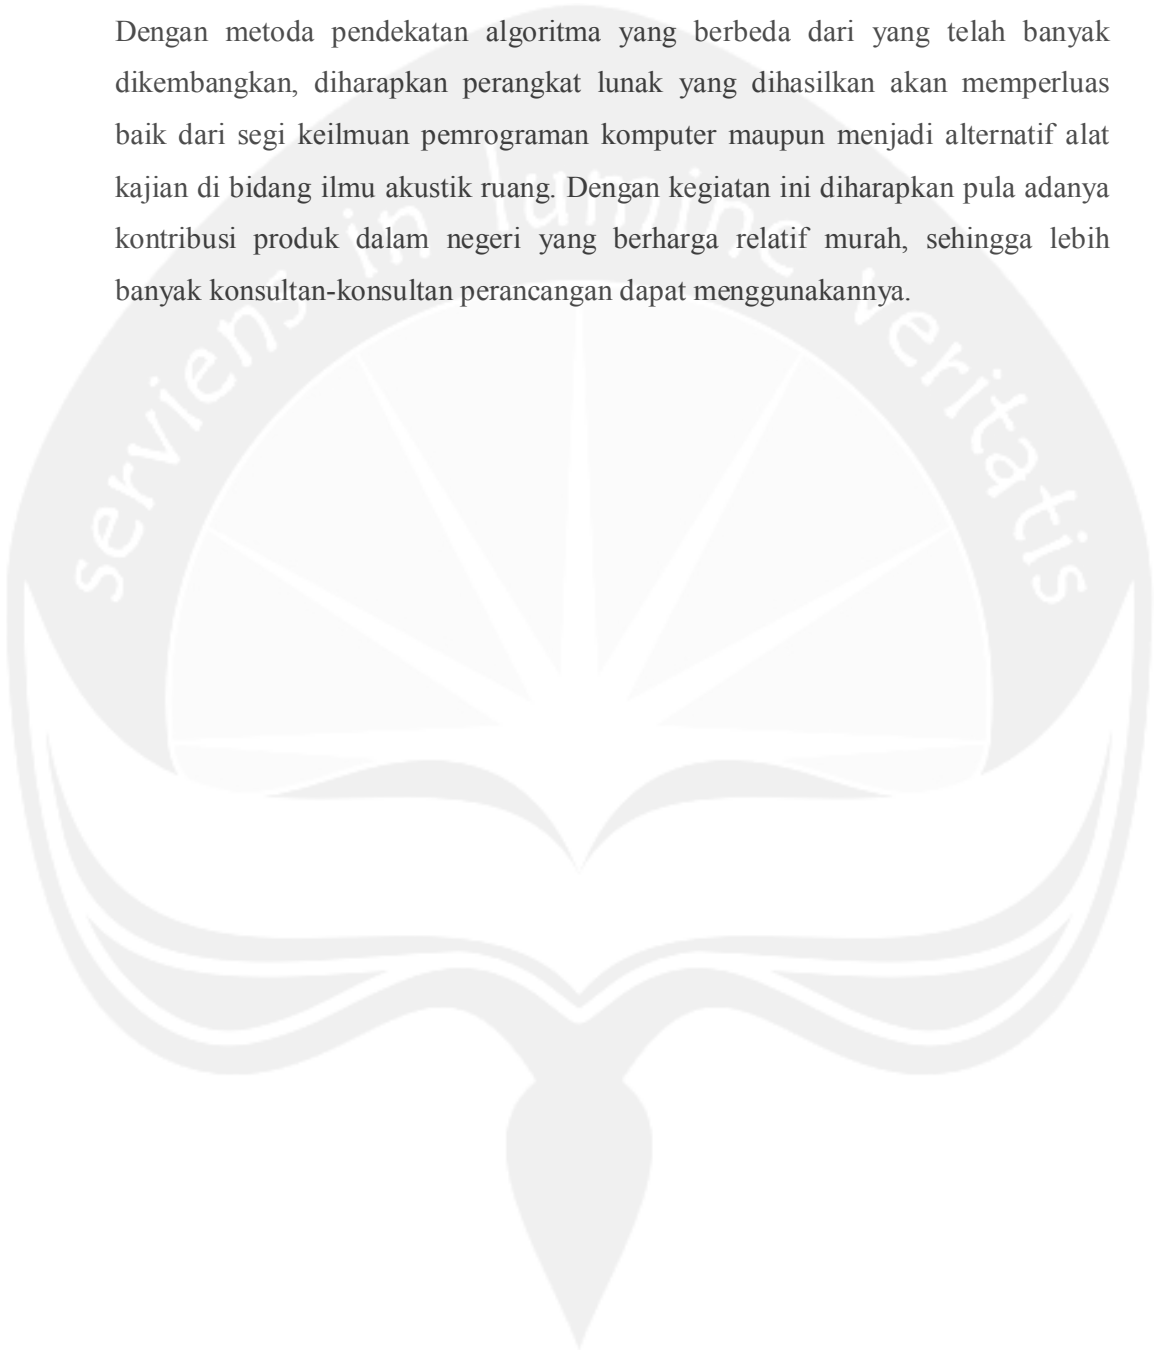 Dengan metoda pendekatan algoritma yang berbeda dari yang telah banyak
dikembangkan, diharapkan perangkat lunak yang dihasilkan akan memperluas
baik dari segi keilmuan pemrograman komputer maupun menjadi alternatif alat
kajian di bidang ilmu akustik ruang. Dengan kegiatan ini diharapkan pula adanya
kontribusi produk dalam negeri yang berharga relatif murah, sehingga lebih
banyak konsultan-konsultan perancangan dapat menggunakannya.
serviens in lumine veritatis